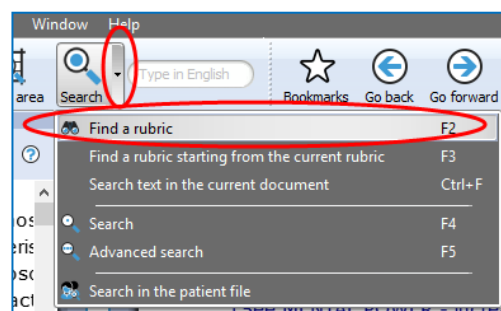 Window Help
area Search Type in English Bookmarks Go back Go forward
Find a rubric F2
Find a rubric starting from the current rubric F3
Search text in the current document Ctrl+F
Search F4
Advanced search F5
Search in the patient file